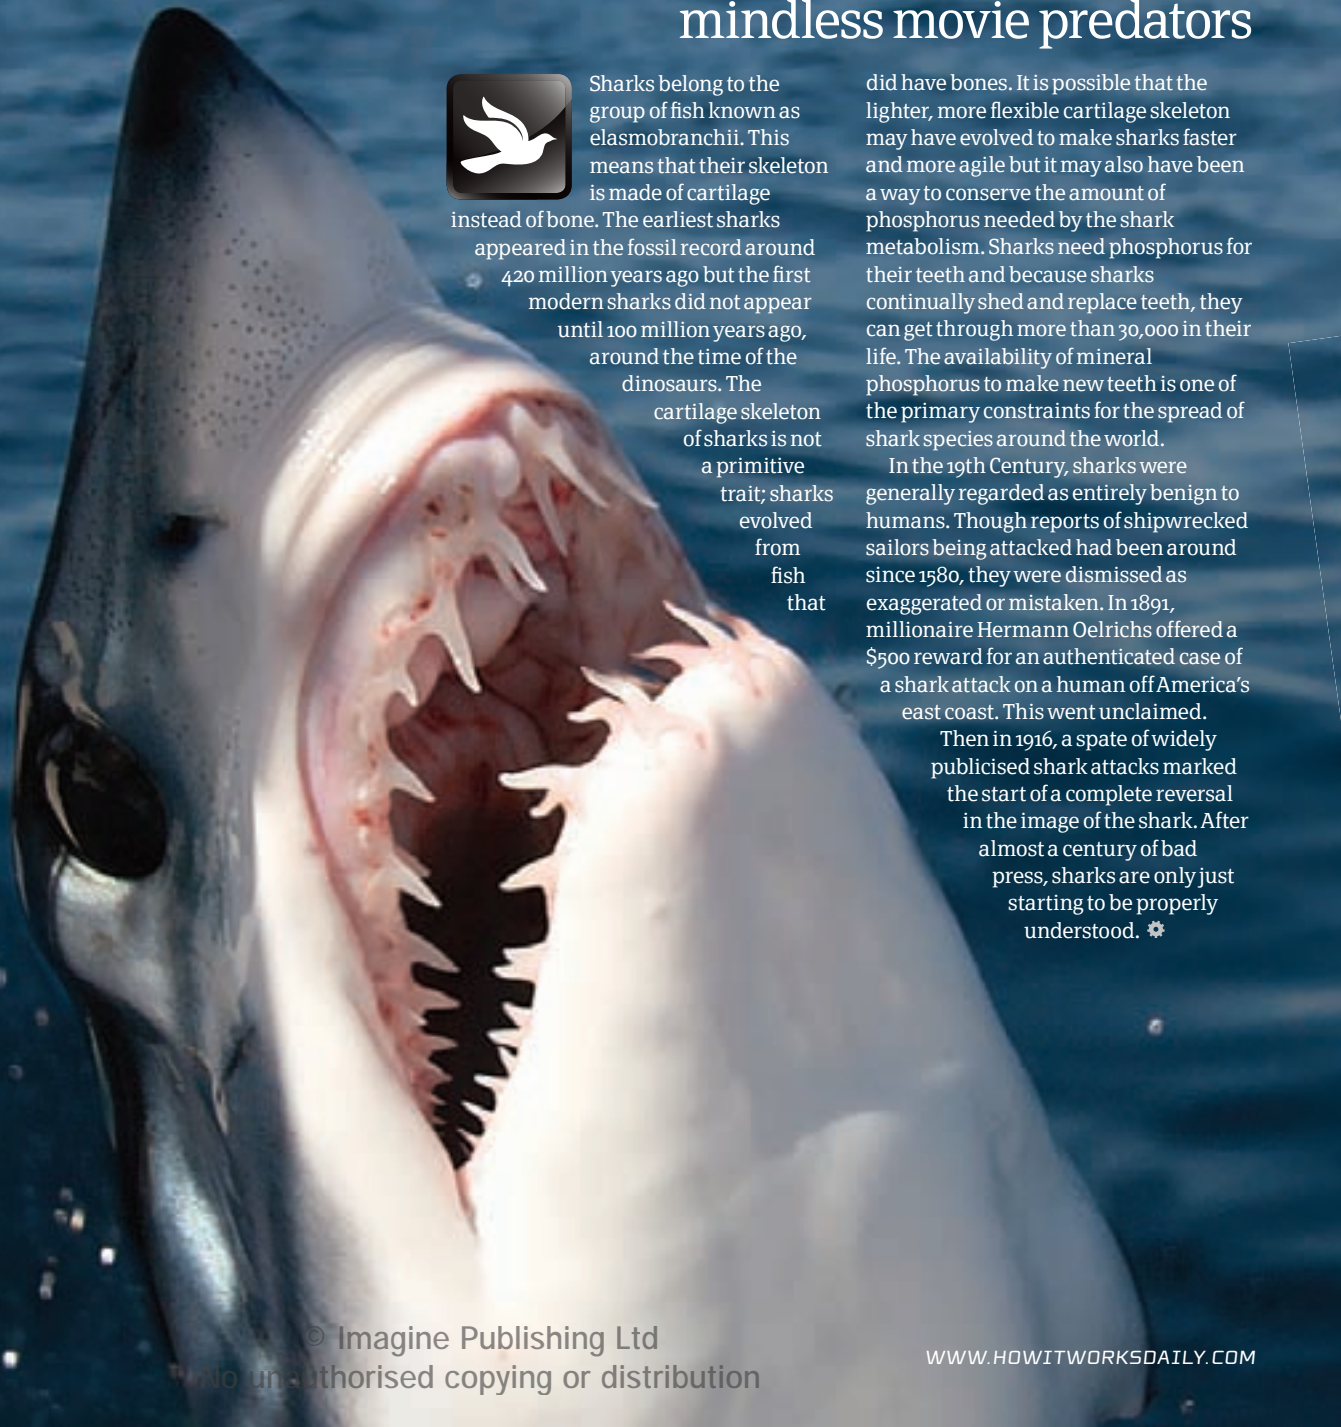 mindless movie predators
Sharks belong to the
group of fish known as
elasmobranchii. This
means that their skeleton
is made of cartilage
instead of bone. The earliest sharks
appeared in the fossil record around
420 million years ago but the first
modern sharks did not appear
until 100 million years ago,
around the time of the
dinosaurs. The
cartilage skeleton
of sharks is not
a primitive
trait; sharks
evolved
from
fish
that
did have bones. It is possible that the
lighter, more flexible cartilage skeleton
may have evolved to make sharks faster
and more agile but it may also have been
a way to conserve the amount of
phosphorus needed by the shark
metabolism. Sharks need phosphorus for
their teeth and because sharks
continually shed and replace teeth, they
can get through more than 30,000 in their
life. The availability of mineral
phosphorus to make new teeth is one of
the primary constraints for the spread of
shark species around the world.
In the 19th Century, sharks were
generally regarded as entirely benign to
humans. Though reports of shipwrecked
sailors being attacked had been around
since 1580, they were dismissed as
exaggerated or mistaken. In 1891,
millionaire Hermann Oelrichs offered a
$500 reward for an authenticated case of
a shark attack on a human off America's
east coast. This went unclaimed.
Then in 1916, a spate of widely
publicised shark attacks marked
the start of a complete reversal
in the image of the shark. After
almost a century of bad
press, sharks are only just
starting to be properly
understood.
© Imagine Publishing Ltd
No unauthorised copying or distribution
WWW.HOWITWORKSDAILY.COM